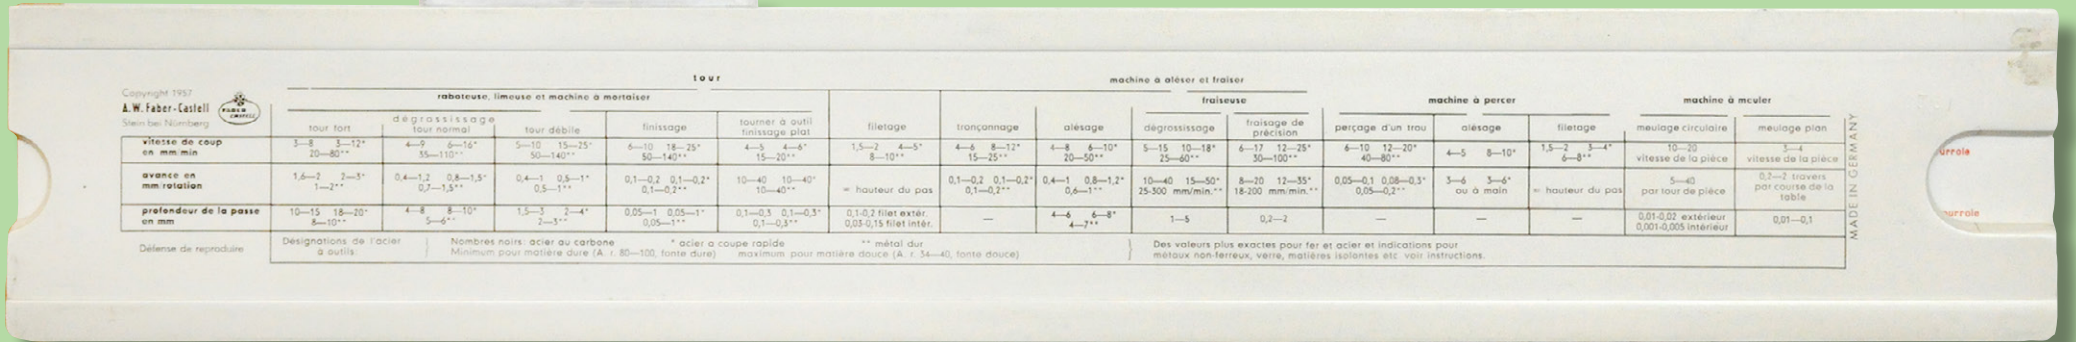 tour
machine à aléser et fraiser
Copyright 1957
A.W. Faber-Castell
Stein bei Nürnberg
FABER
CASTELL
raboteuse, limeuse et machine à mortaiser
fraiseuse
machine à percer
machine à meuler
dégrossissage
tour fort
tour normal
tour débile
finissage
tourner à outil
finissage plat
filetage
tronçonnage
alésage
dégrossissage
fraisage de
précision
perçage d'un trou
alésage
filetage
meulage circulaire
meulage plan
vitesse de coup
en mm/min
3—8 3—12*
20—80**
4—9 6—16*
35—110**
5—10 15—25*
50—140**
6—10 18—25*
50—140**
4—5 4—6*
15—20**
1,5—2 4—5*
8—10**
4—6 8—12*
15—25**
4—8 6—10*
20—50**
5—15 10—18*
25—60**
6—17 12—25*
30—100**
6—10 12—20*
40—80**
4—5 8—10*
1,5—2 3—4*
6—8**
10—20
vitesse de la pièce
3—4
vitesse de la pièce
avance en
mm/rotation
1,6—2 2—3*
1—2**
0,4—1,2 0,8—1,5*
0,7—1,5**
0,4—1 0,5—1*
0,5—1**
0,1—0,2 0,1—0,2*
0,1—0,2**
10—40 10—40*
10—40**
= hauteur du pas
0,1—0,2 0,1—0,2*
0,1—0,2**
0,4—1 0,8—1,2*
0,6—1**
10—40 15—50*
25-300 mm/min.**
8—20 12—35*
18-200 mm/min.**
0,05—0,1 0,08—0,3*
0,05—0,2**
3—6 3—6*
ou à main
= hauteur du pas
5—40
par tour de pièce
0,2—2 travers
par course de la
table
profondeur de la passe
en mm
10—15 18—20*
8—10**
4—8 8—10*
5—6**
1,5—3 2—4*
2—3**
0,05—1 0,05—1*
0,05—1**
0,1—0,3 0,1—0,3*
0,1—0,3**
0,1-0,2 filet extér.
0,03-0,15 filet intér.
—
4—6 6—8*
4—7**
1—5
0,2—2
—
—
—
0,01-0,02 extérieur
0,001-0,005 intérieur
0,01—0,1
Défense de reproduire
Designations de l'acier
à outils:
Nombres noirs: acier au carbone * acier a coupe rapide ** métal dur
Minimum pour matière dure (A. r. 80—100, fonte dure) maximum pour matière douce (A. r. 34—40, fonte douce)
Des valeurs plus exactes pour fer et acier et indications pour
métaux non-ferreux, verre, matières isolantes etc. voir instructions.
MADE IN GERMANY
urrale
urrale